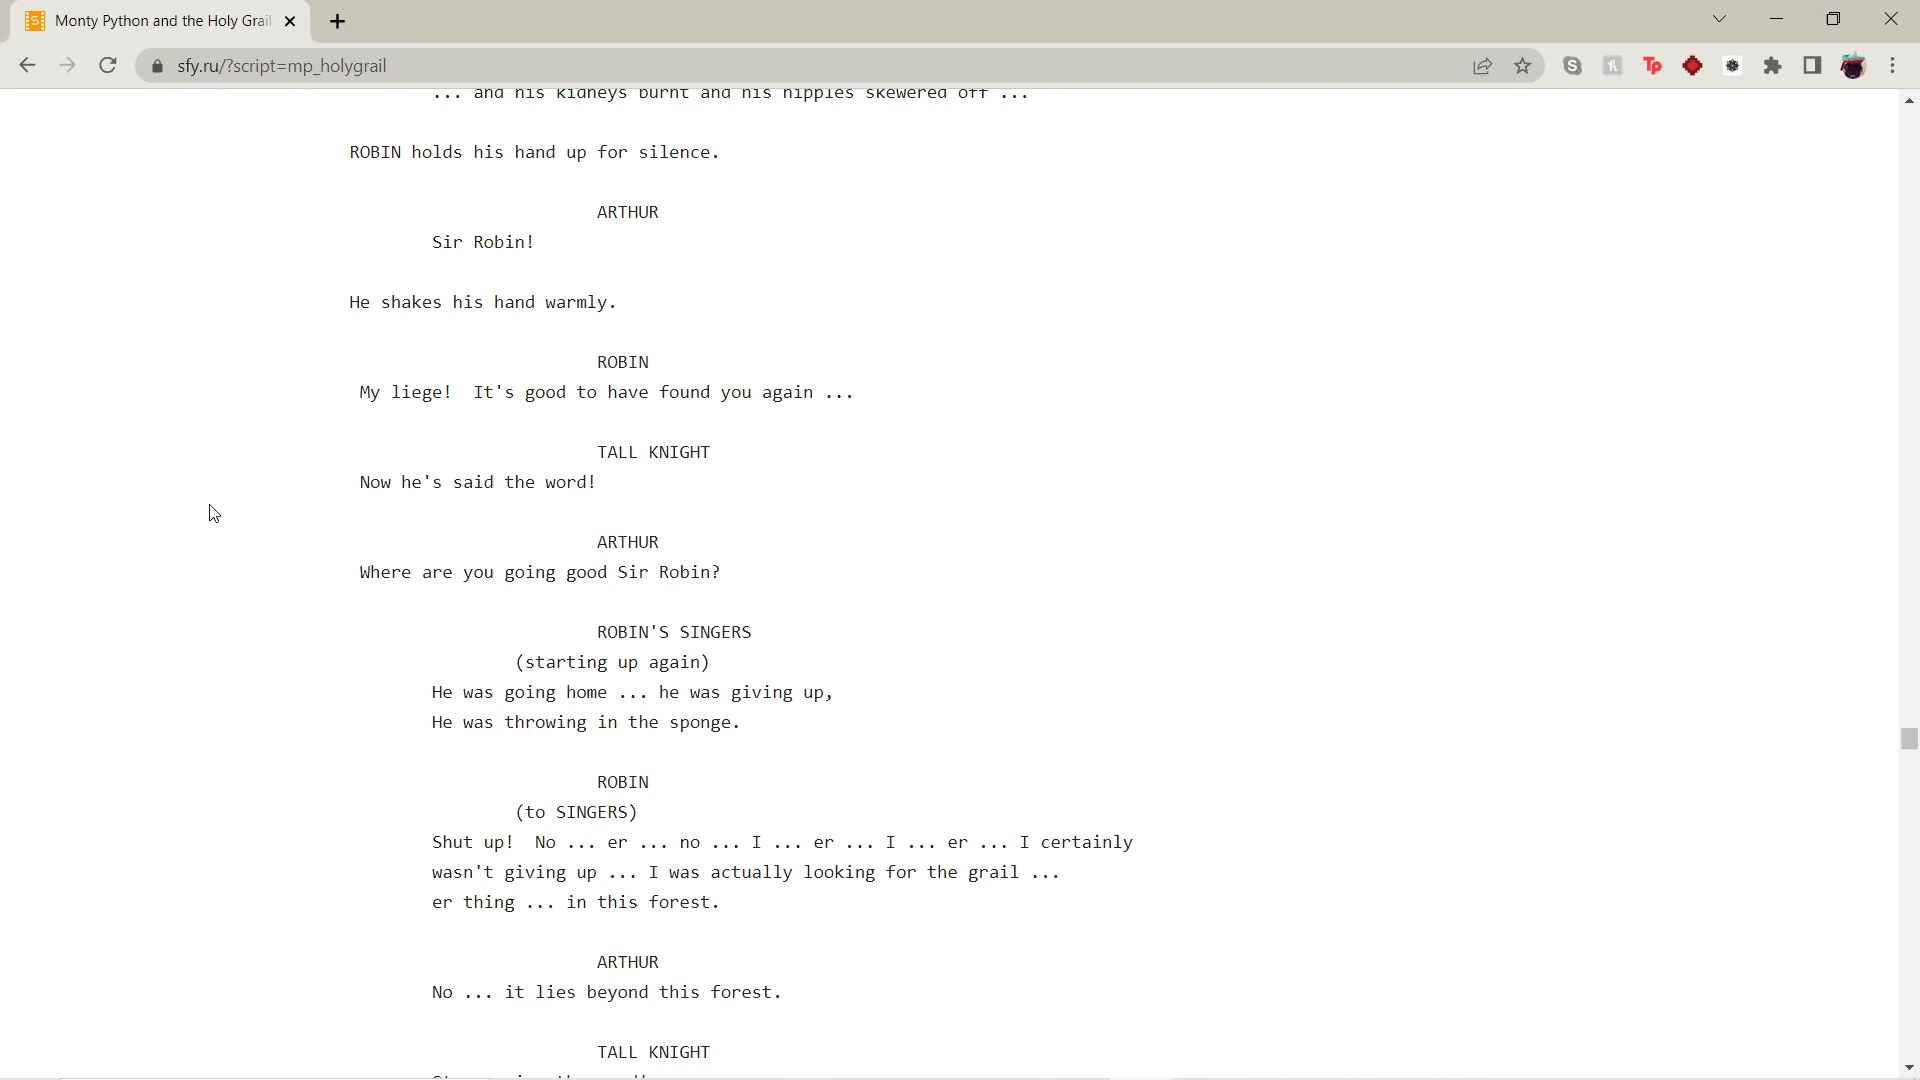 Monty Python and the Holy Grail
sfy.ru/?script=mp_holygrail
... and his kidneys burnt and his nipples skewered off ...
ROBIN holds his hand up for silence.
ARTHUR
Sir Robin!
He shakes his hand warmly.
ROBIN
My liege!  It's good to have found you again ...
TALL KNIGHT
Now he's said the word!
ARTHUR
Where are you going good Sir Robin?
ROBIN'S SINGERS
(starting up again)
He was going home ... he was giving up,
He was throwing in the sponge.
ROBIN
(to SINGERS)
Shut up!  No ... er ... no ... I ... er ... I ... er ... I certainly
wasn't giving up ... I was actually looking for the grail ...
er thing ... in this forest.
ARTHUR
No ... it lies beyond this forest.
TALL KNIGHT